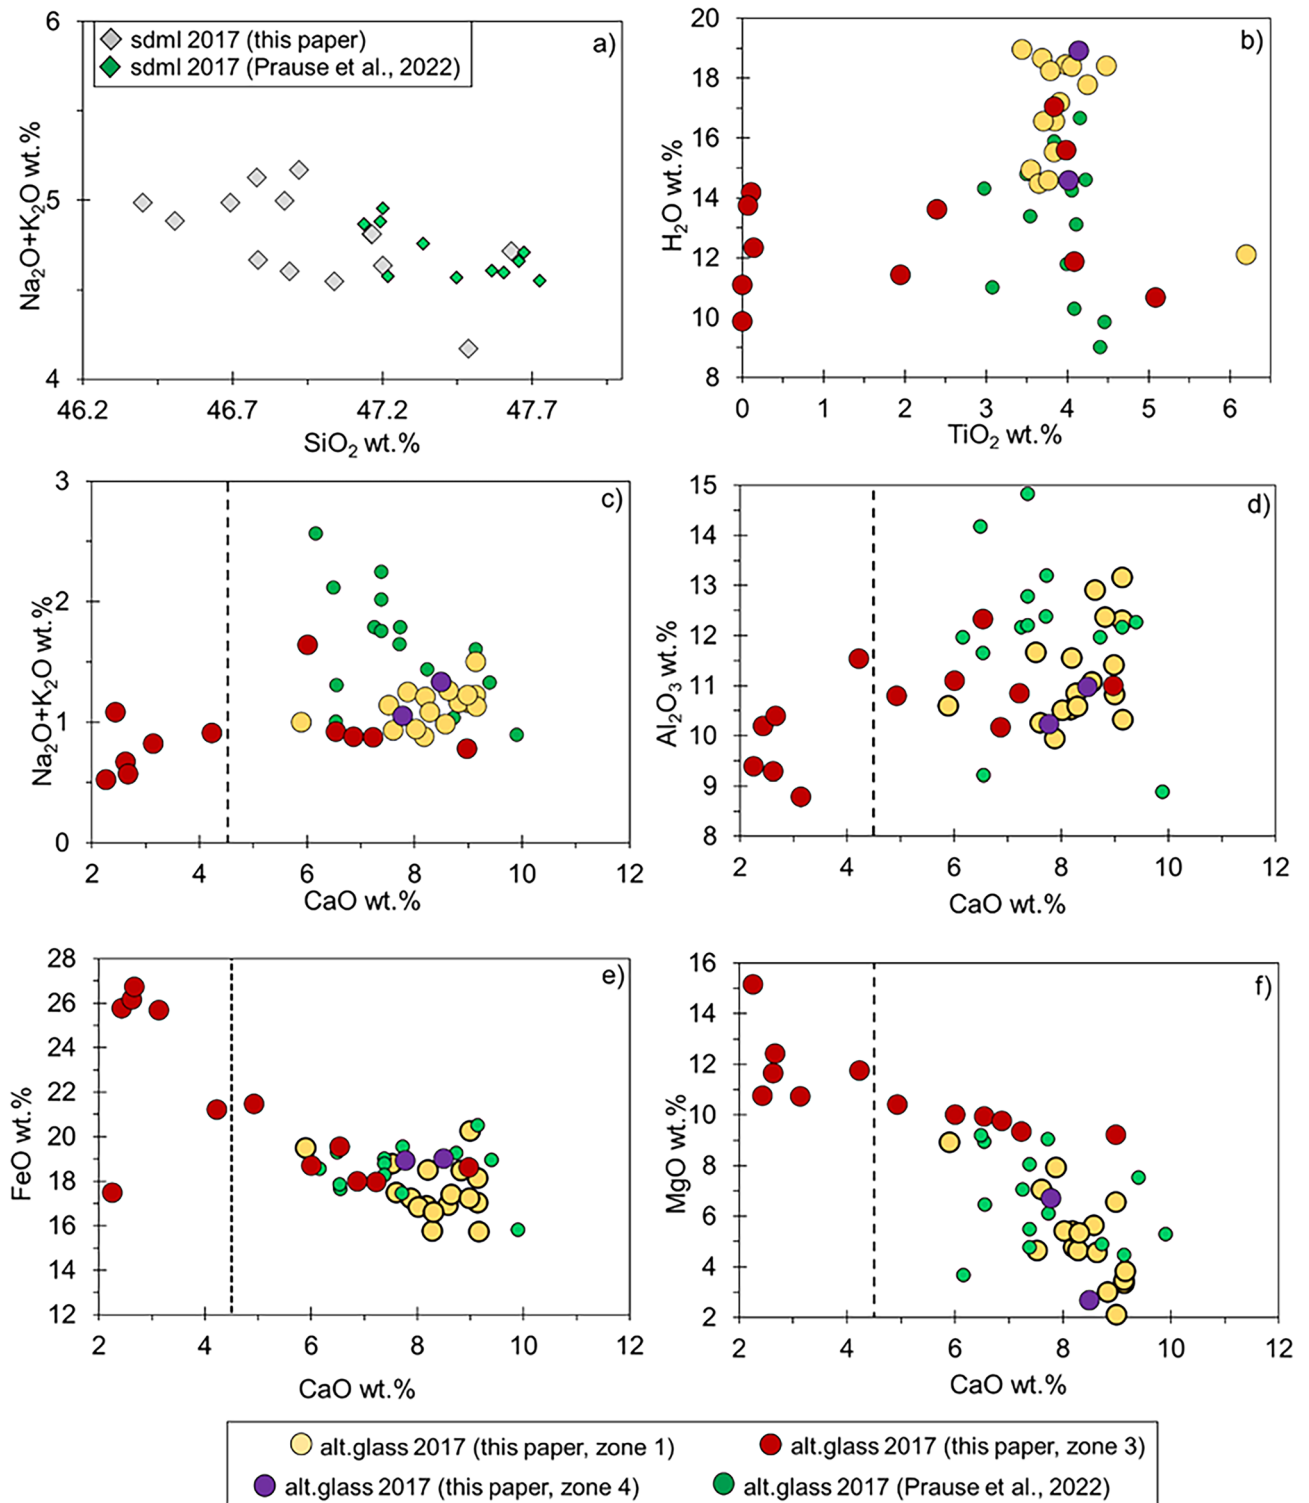 sdml 2017 (this paper)
sdml 2017 (Prause et al., 2022)
a)
6
5
4
Na₂O+K₂O wt.%
46.2 46.7 47.2 47.7
SiO₂ wt.%
b)
20
18
16
14
12
10
8
H₂O wt.%
0 1 2 3 4 5 6
TiO₂ wt.%
c)
3
2
1
0
Na₂O+K₂O wt.%
2 4 6 8 10 12
CaO wt.%
d)
15
14
13
12
11
10
9
8
Al₂O₃ wt.%
2 4 6 8 10 12
CaO wt.%
e)
28
26
24
22
20
18
16
14
12
FeO wt.%
2 4 6 8 10 12
CaO wt.%
f)
16
14
12
10
8
6
4
2
MgO wt.%
2 4 6 8 10 12
CaO wt.%
alt.glass 2017 (this paper, zone 1) alt.glass 2017 (this paper, zone 3)
alt.glass 2017 (this paper, zone 4) alt.glass 2017 (Prause et al., 2022)